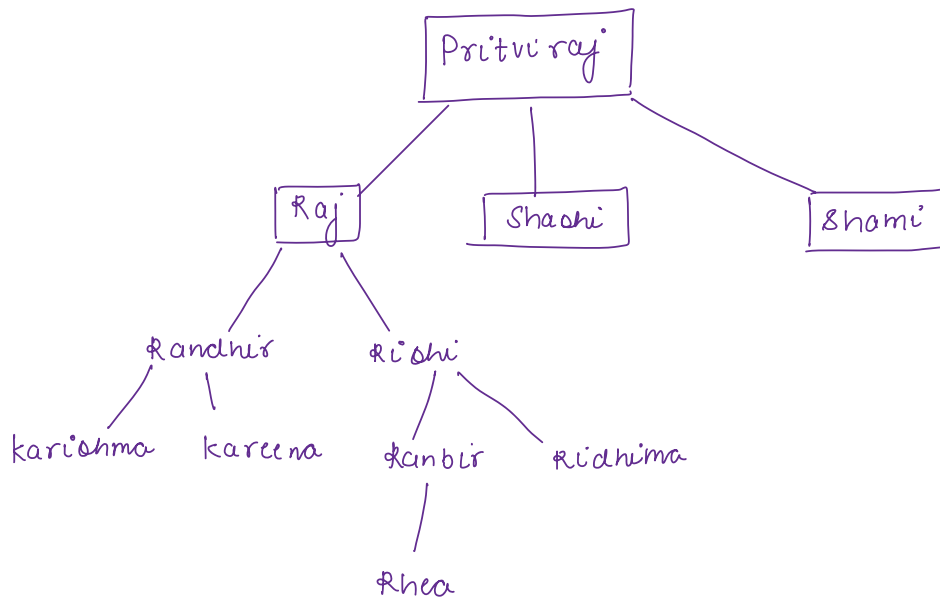 Pritviraj
Raj
Shashi
Shami
Randhir
Rishi
Karishma
Kareena
Ranbir
Ridhima
Rhea